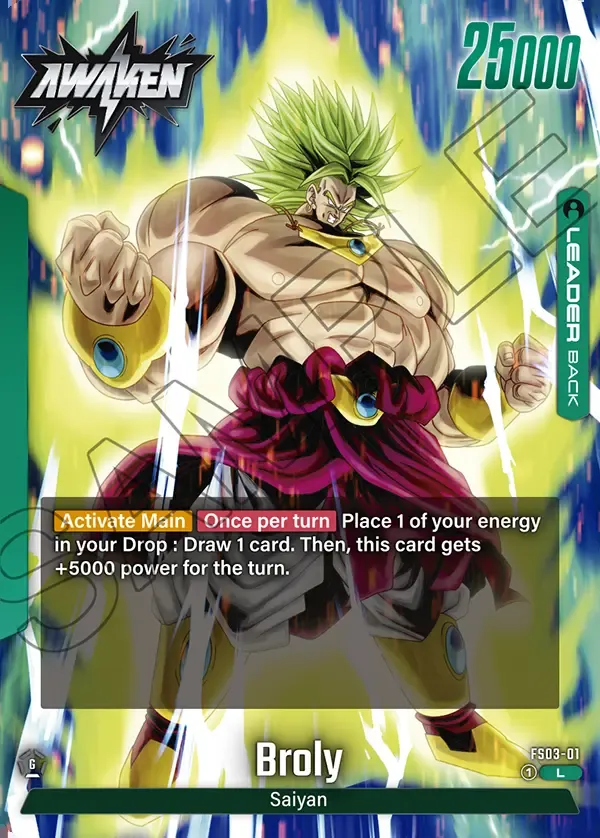 AWAKEN
25000
LEADER BACK
SAMPLE
Activate Main Once per turn Place 1 of your energy
in your Drop : Draw 1 card. Then, this card gets
+5000 power for the turn.
G
Broly
FS03-01
1 L
Saiyan